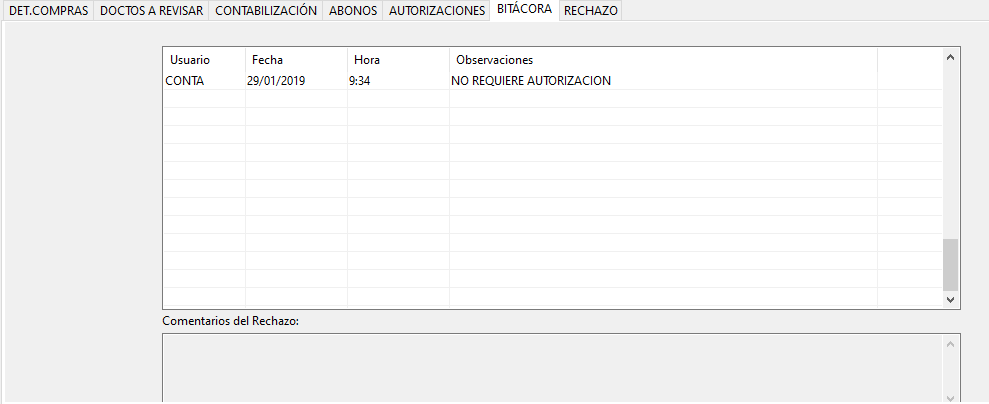 DET.COMPRAS DOCTOS A REVISAR CONTABILIZACIÓN ABONOS AUTORIZACIONES BITÁCORA RECHAZO
Usuario Fecha Hora Observaciones
CONTA 29/01/2019 9:34 NO REQUIERE AUTORIZACION
Comentarios del Rechazo: